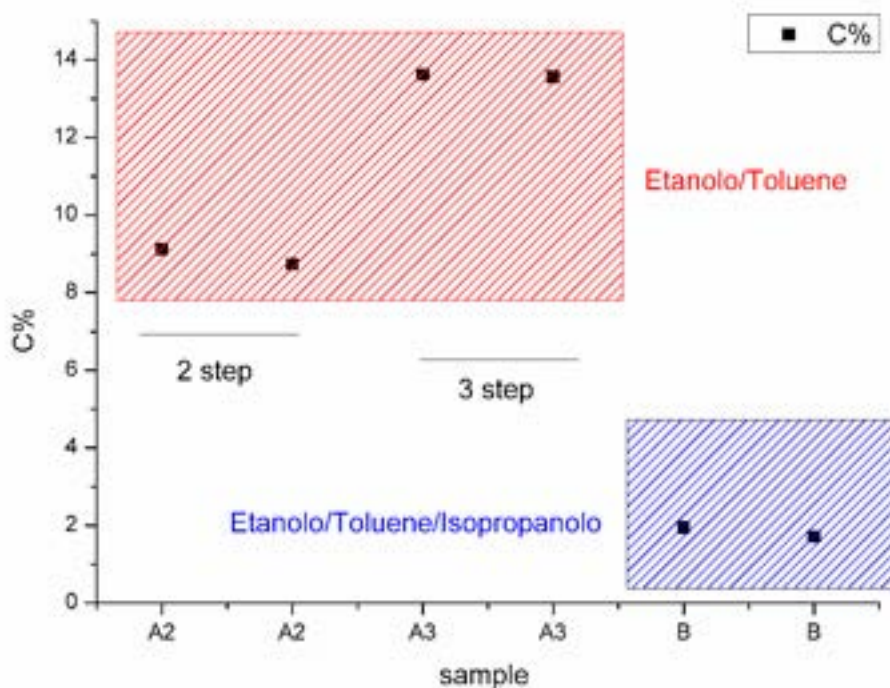 C%
14
12
10
8
6
4
2
0
C%
Etanolo/Toluene
2 step
3 step
Etanolo/Toluene/Isopropanolo
A2 A2 A3 A3 B B
sample